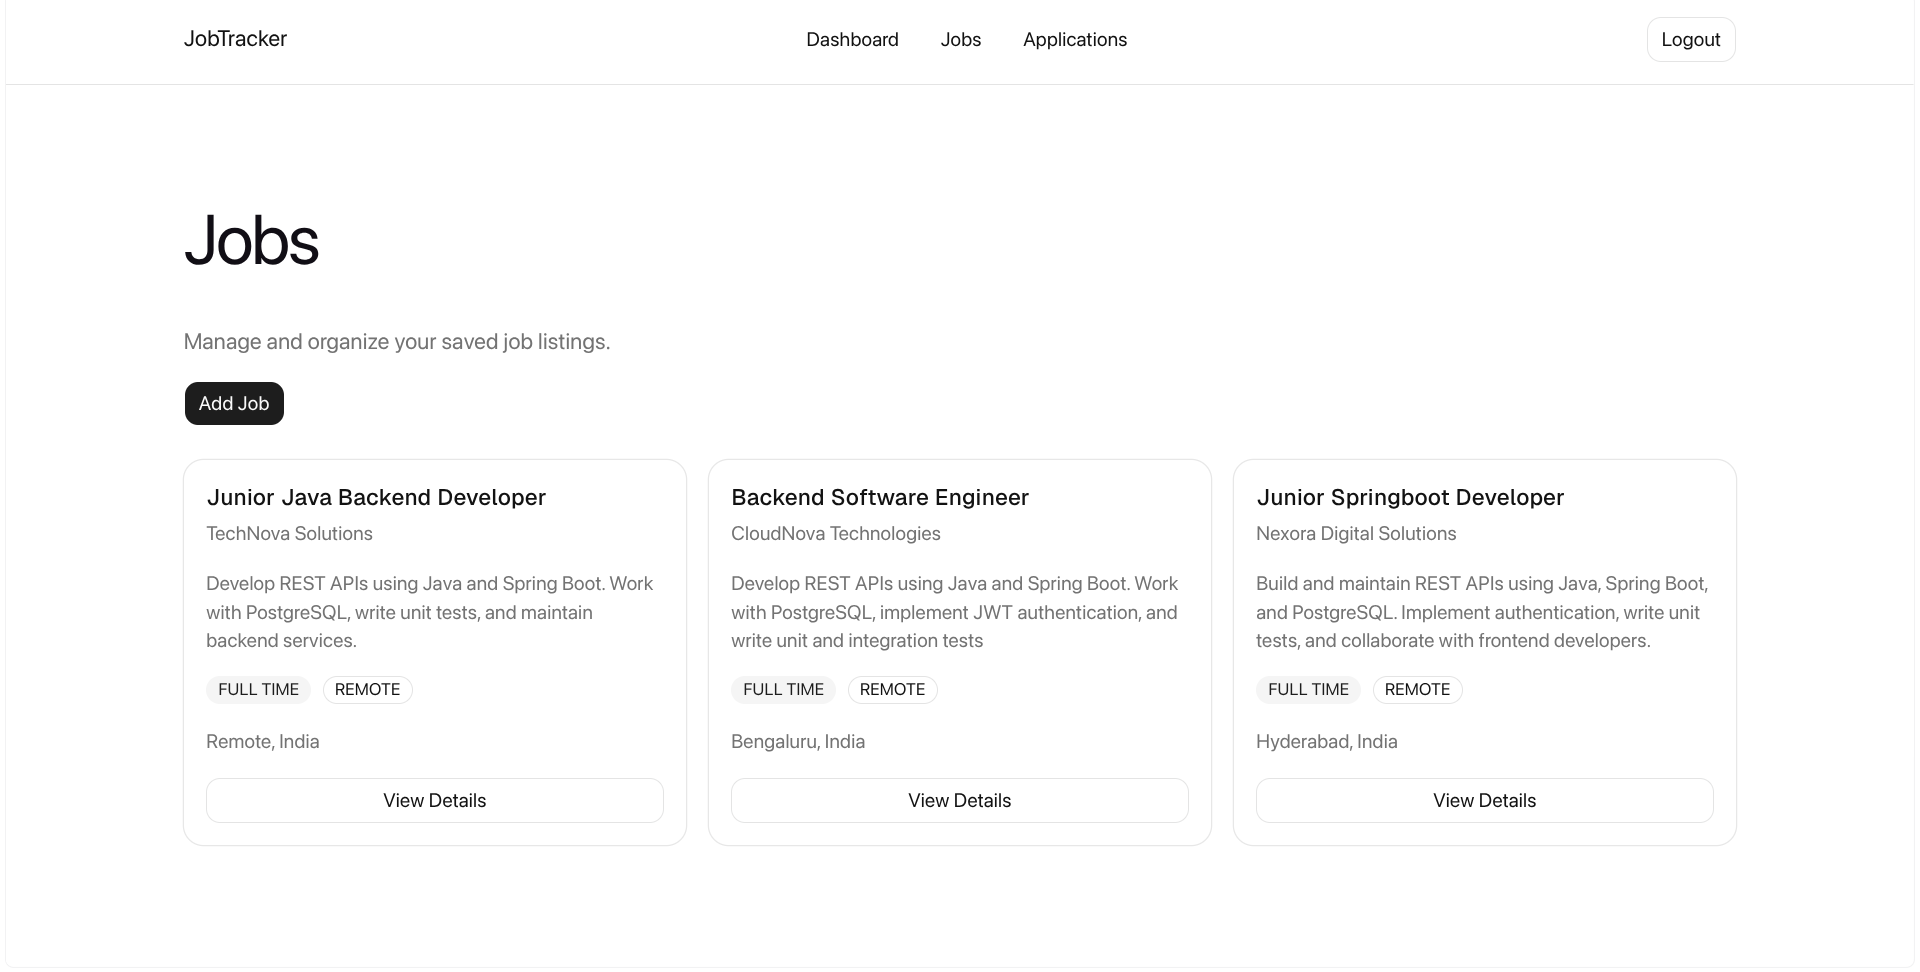 JobTracker
Dashboard
Jobs
Applications
Logout
Jobs
Manage and organize your saved job listings.
Add Job
Junior Java Backend Developer
TechNova Solutions
Develop REST APIs using Java and Spring Boot. Work
with PostgreSQL, write unit tests, and maintain
backend services.
FULL TIME
REMOTE
Remote, India
View Details
Backend Software Engineer
CloudNova Technologies
Develop REST APIs using Java and Spring Boot. Work
with PostgreSQL, implement JWT authentication, and
write unit and integration tests
FULL TIME
REMOTE
Bengaluru, India
View Details
Junior Springboot Developer
Nexora Digital Solutions
Build and maintain REST APIs using Java, Spring Boot,
and PostgreSQL. Implement authentication, write unit
tests, and collaborate with frontend developers.
FULL TIME
REMOTE
Hyderabad, India
View Details